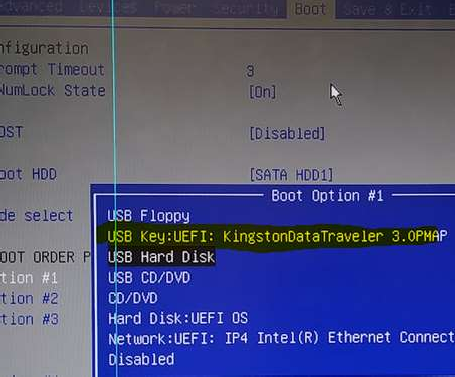 Advanced Devices Power Security Boot Save & Exit
nfiguration
rompt Timeout 3
NumLock State [On]
OST [Disabled]
oot HDD [SATA HDD1]
Boot Option #1
de select USB Floppy
USB Key:UEFI: KingstonDataTraveler 3.0PMAP
OOT ORDER P USB Hard Disk
tion #1 USB CD/DVD
tion #2 CD/DVD
tion #3 Hard Disk:UEFI OS
Network:UEFI: IP4 Intel(R) Ethernet Connect
Disabled